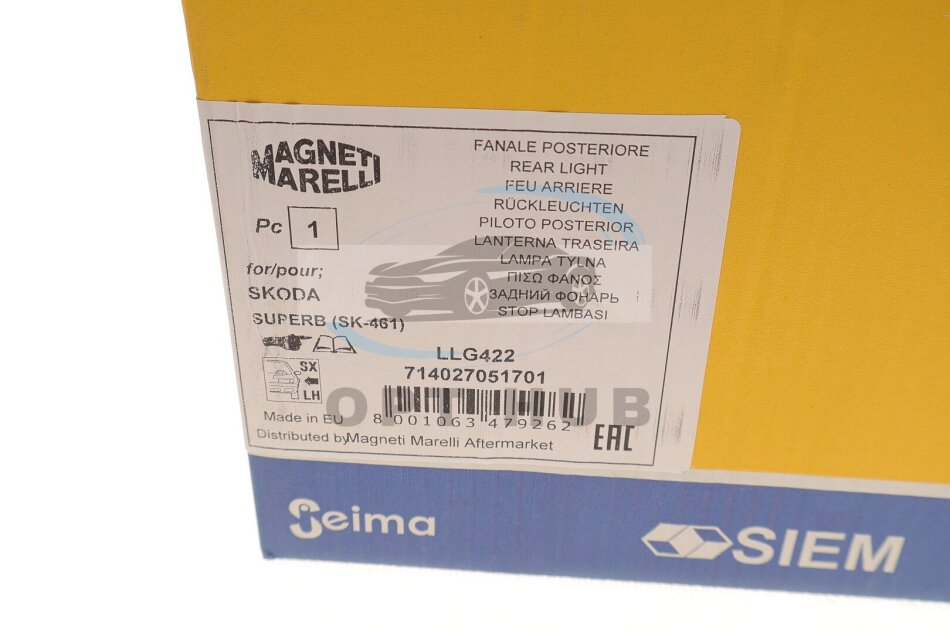 MAGNETI
MARELLI
Pc 1
for/pour;
SKODA
SUPERB (SK-461)
SX
LH
FANALE POSTERIORE
REAR LIGHT
FEU ARRIERE
RÜCKLEUCHTEN
PILOTO POSTERIOR
LANTERNA TRASEIRA
LAMPA TYLNA
ΠΙΣΩ ΦΑΝΟΣ
ЗАДНИЙ ФОНАРЬ
STOP LAMBASI
LLG422
714027051701
OPT HUB
8 001063 479262
Made in EU
Distributed by Magneti Marelli Aftermarket
EAC
Seima
SIEM